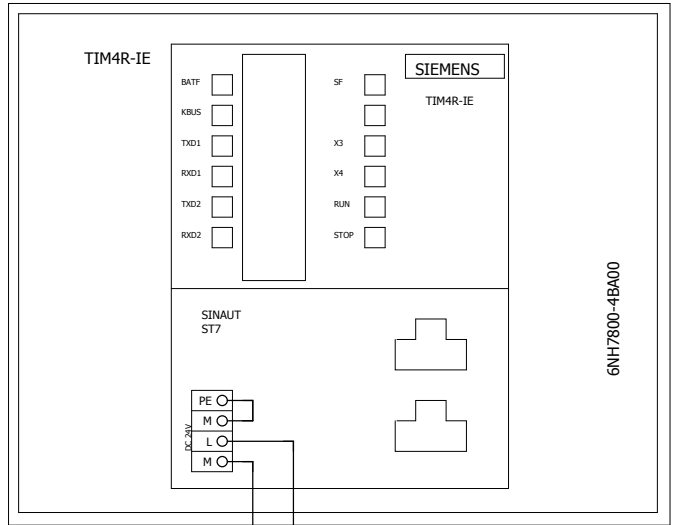 TIM4R-IE
SIEMENS
TIM4R-IE
BATF
SF
KBUS
TXD1
X3
RXD1
X4
TXD2
RUN
RXD2
STOP
6NH7800-4BA00
SINAUT
ST7
DC 24V
PE
M
L
M